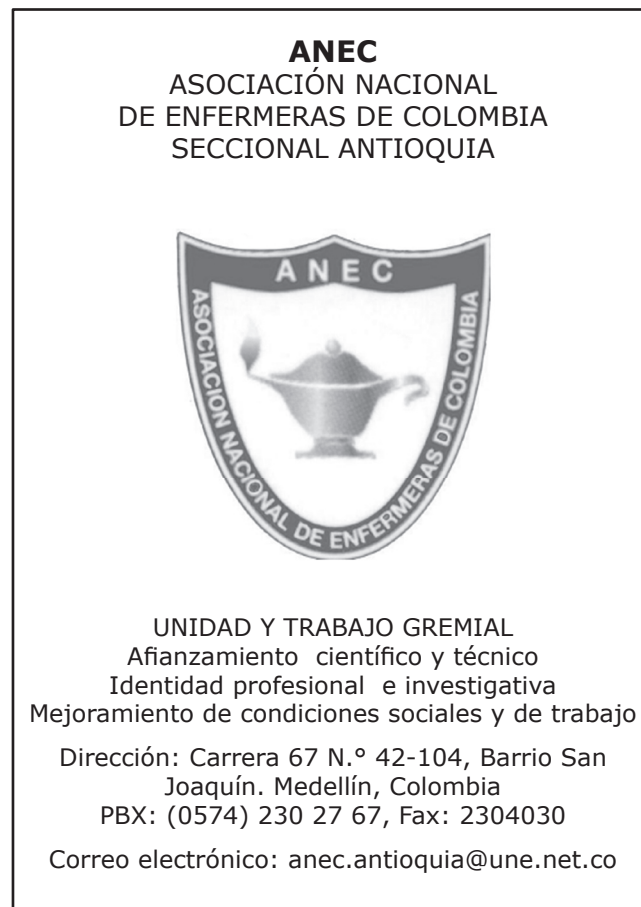 ANEC
ASOCIACIÓN NACIONAL
DE ENFERMERAS DE COLOMBIA
SECCIONAL ANTIOQUIA
ANEC
ASOCIACION NACIONAL DE ENFERMERAS DE COLOMBIA
UNIDAD Y TRABAJO GREMIAL
Afianzamiento científico y técnico
Identidad profesional e investigativa
Mejoramiento de condiciones sociales y de trabajo
Dirección: Carrera 67 N.° 42-104, Barrio San
Joaquín. Medellín, Colombia
PBX: (0574) 230 27 67, Fax: 2304030
Correo electrónico: anec.antioquia@une.net.co